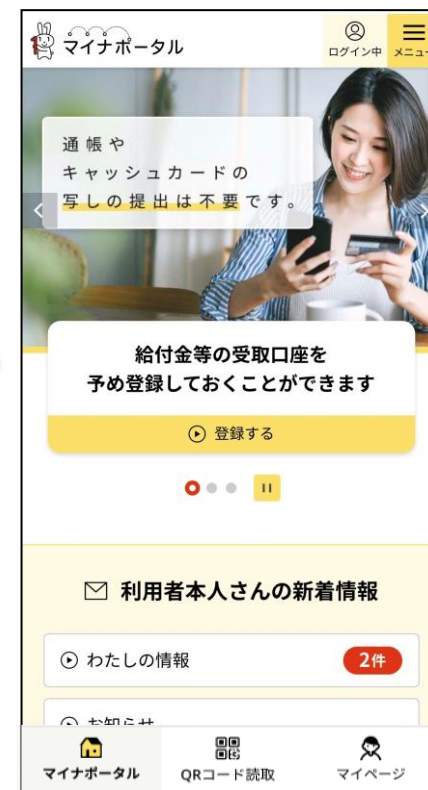 マイナポータル
ログイン中
メニュー
通帳や
キャッシュカードの
写しの提出は不要です。
給付金等の受取口座を
予め登録しておくことができます
登録する
利用者本人さんの新着情報
わたしの情報
2件
お知らせ
マイナポータル
QRコード読取
マイページ